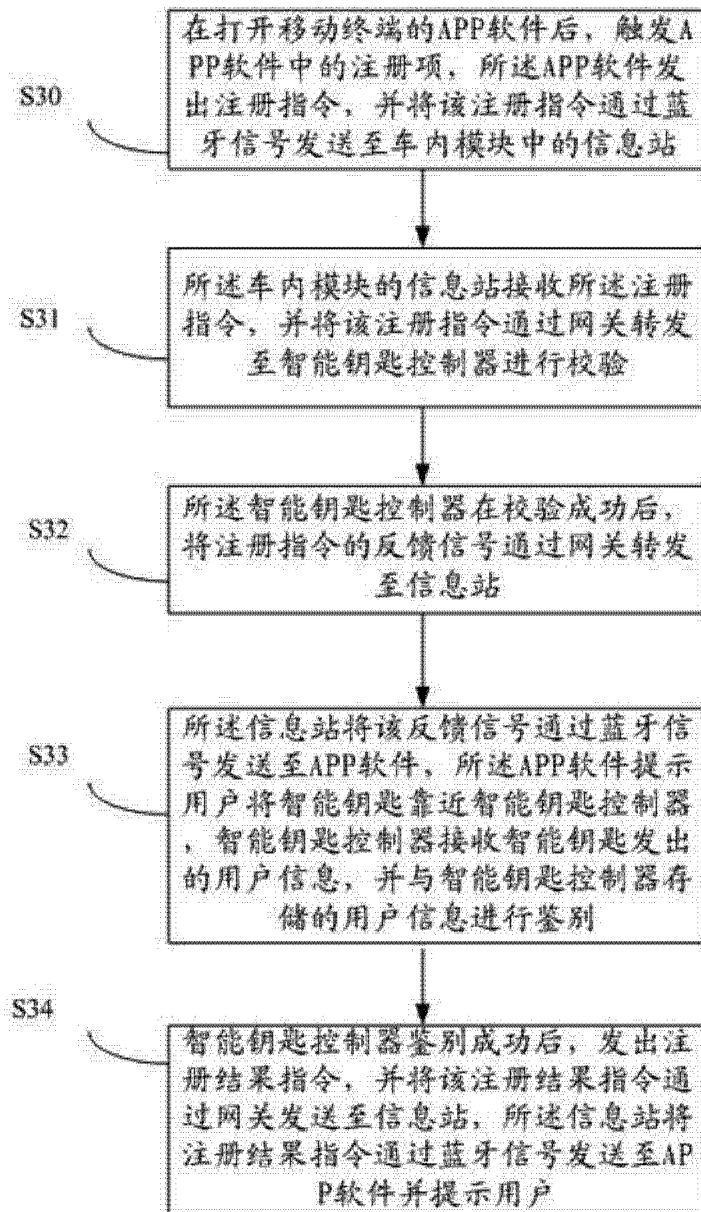 S30
在打开移动终端的APP软件后，触发A
PP软件中的注册项，所述APP软件发
出注册指令，并将该注册指令通过蓝
牙信号发送至车内模块中的信息站
S31
所述车内模块的信息站接收所述注册
指令，并将该注册指令通过网关转发
至智能钥匙控制器进行校验
S32
所述智能钥匙控制器在校验成功后，
将注册指令的反馈信号通过网关转发
至信息站
S33
所述信息站将该反馈信号通过蓝牙信
号发送至APP软件，所述APP软件提示
用户将智能钥匙靠近智能钥匙控制器
，智能钥匙控制器接收智能钥匙发出
的用户信息，并与智能钥匙控制器存
储的用户信息进行鉴别
S34
智能钥匙控制器鉴别成功后，发出注
册结果指令，并将该注册结果指令通
过网关发送至信息站，所述信息站将
注册结果指令通过蓝牙信号发送至AP
P软件并提示用户